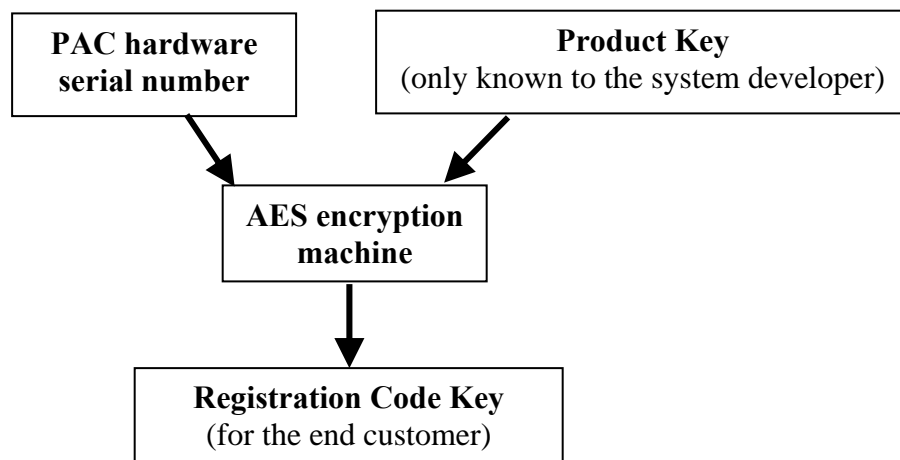 PAC hardware
serial number
Product Key
(only known to the system developer)
AES encryption
machine
Registration Code Key
(for the end customer)